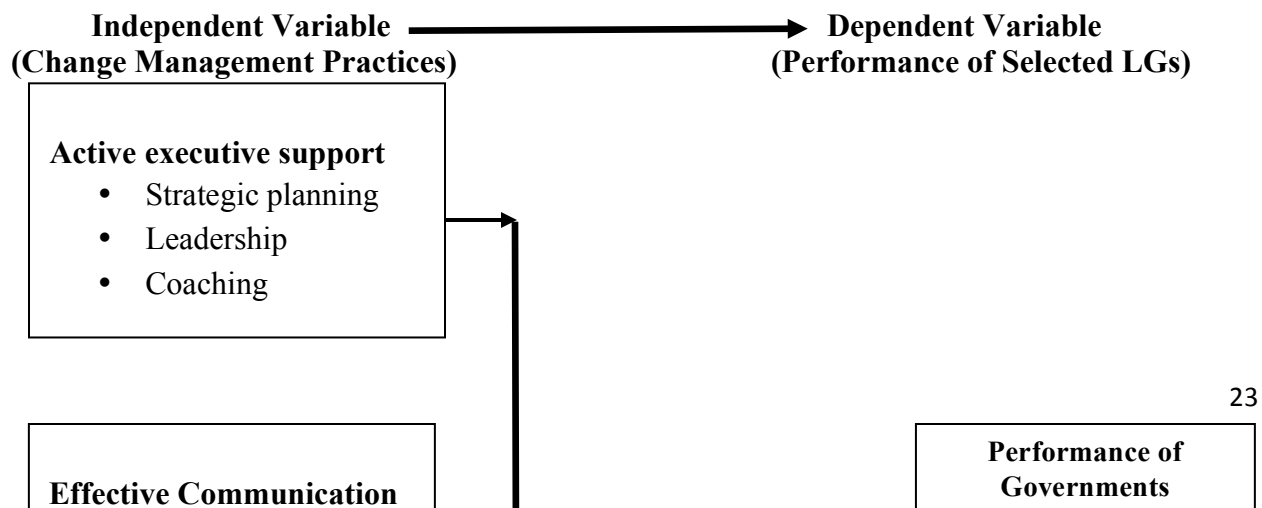 Independent Variable
(Change Management Practices)
Dependent Variable
(Performance of Selected LGs)
Active executive support
• Strategic planning
• Leadership
• Coaching
23
Effective Communication
Performance of
Governments